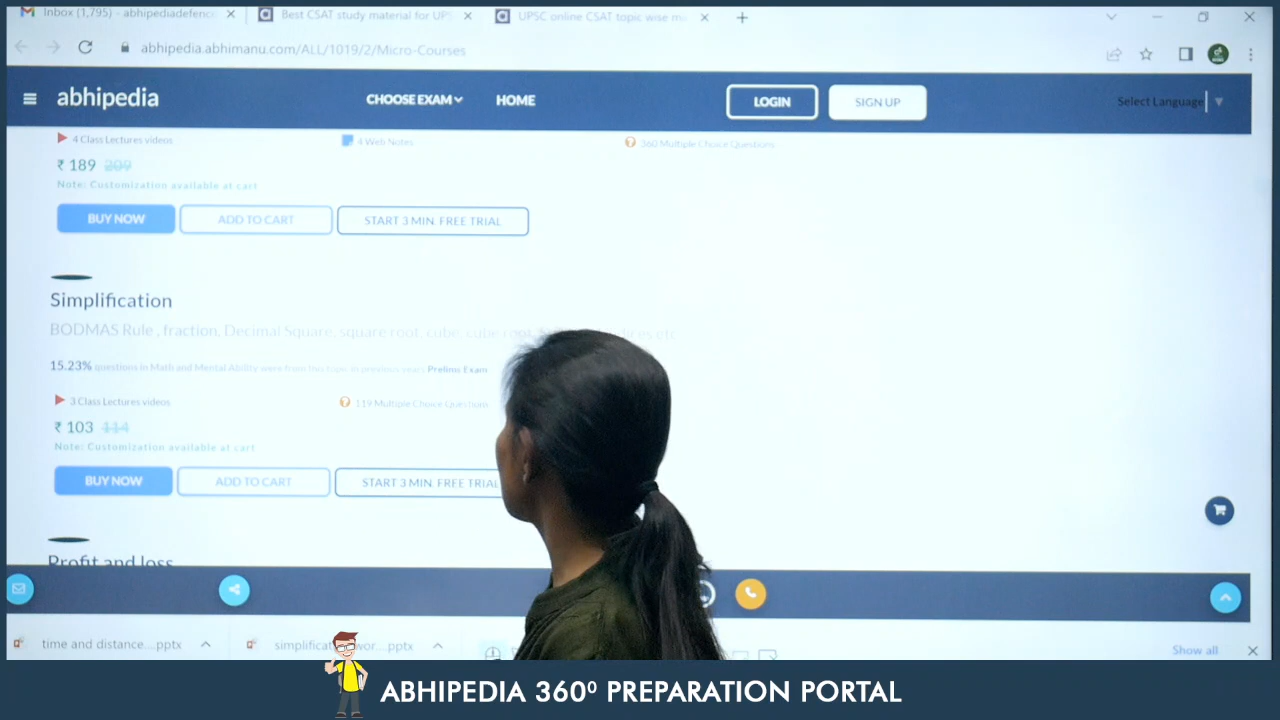 Inbox (1,795) - abhipediadefence
Best CSAT study material for UPS
UPSC online CSAT topic wise m
abhipedia.abhimanu.com/ALL/1019/2/Micro-Courses
abhipedia
CHOOSE EXAM
HOME
LOGIN
SIGN UP
Select Language
4 Class Lectures videos
4 Web Notes
360 Multiple Choice Questions
₹ 189 209
Note: Customization available at cart
BUY NOW
ADD TO CART
START 3 MIN. FREE TRIAL
Simplification
BODMAS Rule , fraction, Decimal Square, square root, cube, cube root,
15.23% questions in Math and Mental Ability were from this topic in previous years Prelims Exam
3 Class Lectures videos
119 Multiple Choice Questions
₹ 103 114
Note: Customization available at cart
BUY NOW
ADD TO CART
START 3 MIN. FREE TRIAL
Profit and loss
time and distance....pptx
simplificat wor....pptx
Show all
ABHIPEDIA 360⁰ PREPARATION PORTAL